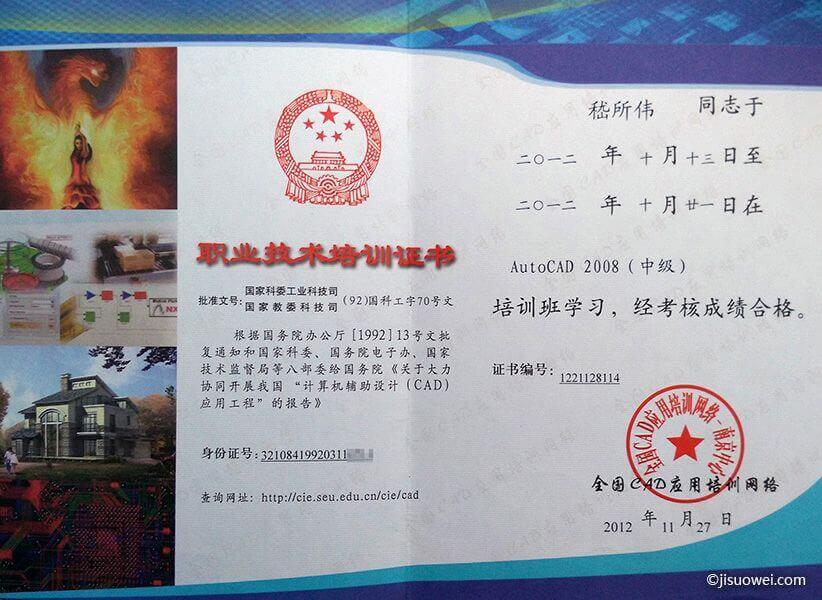 职业技术培训证书
批准文号:
国家科委工业科技司
国家教委科技司
(92)国科工字70号文
根据国务院办公厅[1992]13号文批
复通知和国家科委、国务院电子办、国家
技术监督局等八部委给国务院《关于大力
协同开展我国“计算机辅助设计(CAD)
应用工程”的报告》
身份证号:32108419920311
查询网址: http://cie.seu.edu.cn/cie/cad
嵇所伟 同志于
二〇一二 年 十 月 十三 日至
二〇一二 年 十 月 廿一 日在
AutoCAD 2008(中级)
培训班学习，经考核成绩合格。
证书编号: 1221128114
全国CAD应用培训网络-南京中心
全国CAD应用培训网络
2012 年 11 月 27 日
©jisuowei.com